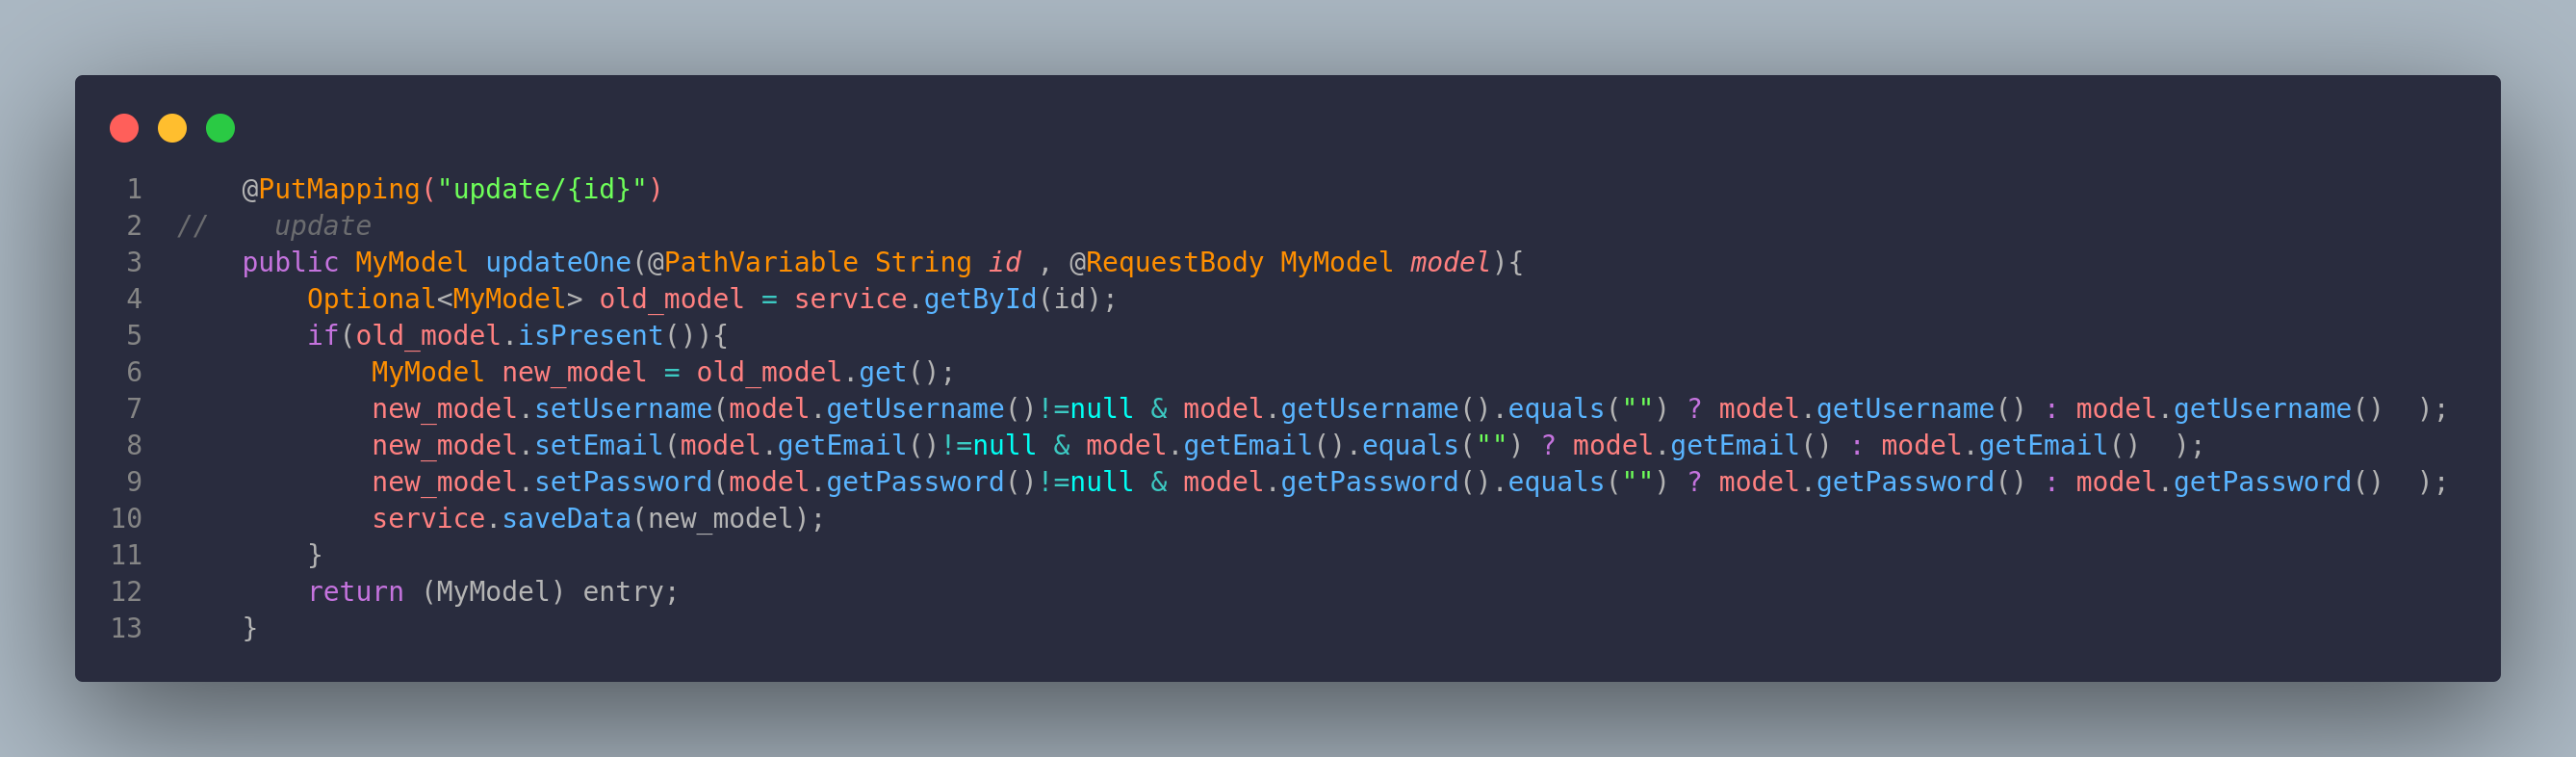 1 @PutMapping("update/{id}")
2 //    update
3 public MyModel updateOne(@PathVariable String id , @RequestBody MyModel model){
4 Optional<MyModel> old_model = service.getById(id);
5 if(old_model.isPresent()){
6 MyModel new_model = old_model.get();
7 new_model.setUsername(model.getUsername()!=null & model.getUsername().equals("") ? model.getUsername() : model.getUsername()  );
8 new_model.setEmail(model.getEmail()!=null & model.getEmail().equals("") ? model.getEmail() : model.getEmail()  );
9 new_model.setPassword(model.getPassword()!=null & model.getPassword().equals("") ? model.getPassword() : model.getPassword()  );
10 service.saveData(new_model);
11 }
12 return (MyModel) entry;
13 }